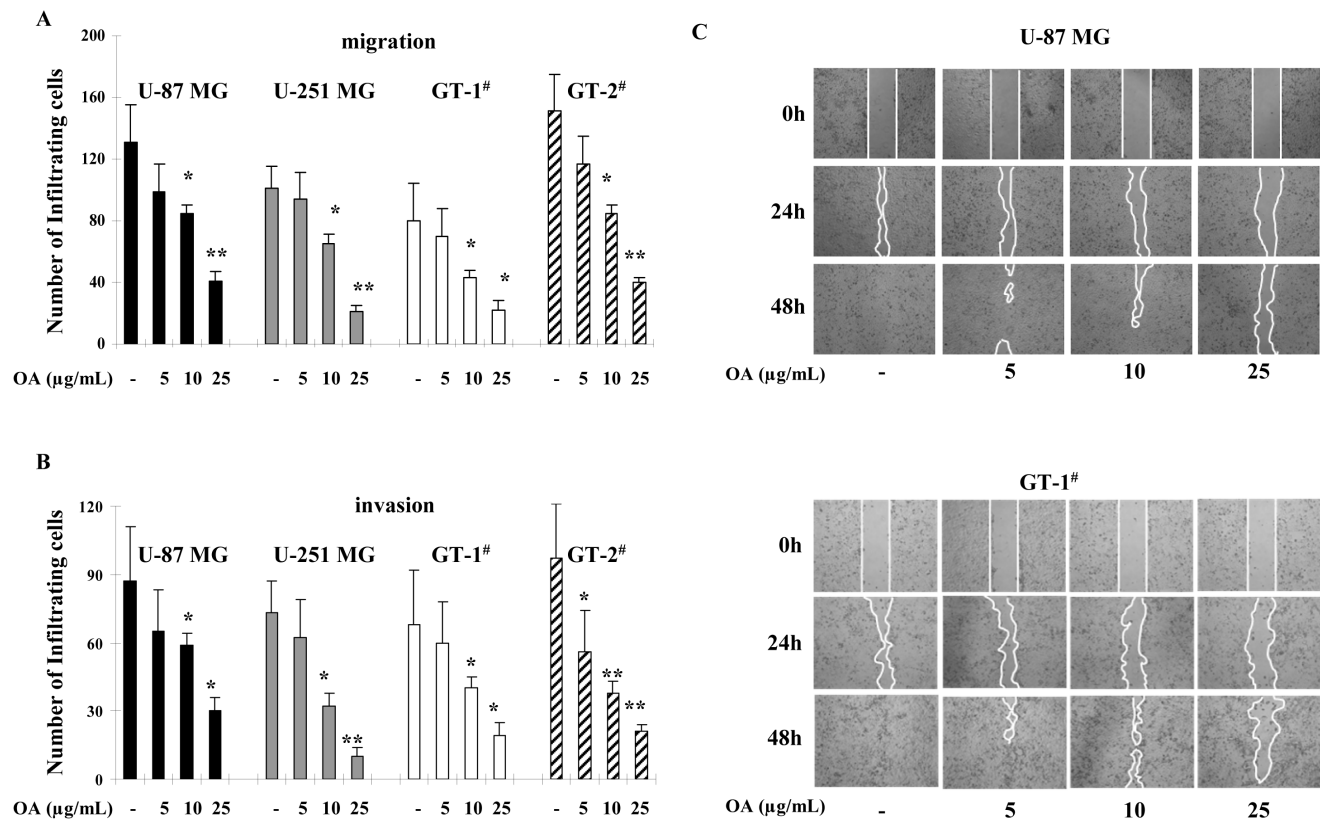 A
migration
200
160
120
80
40
0
Number of Infiltrating cells
U-87 MG
U-251 MG
GT-1#
GT-2#
*
**
*
**
*
*
*
**
OA (µg/mL)
- 5 10 25
- 5 10 25
- 5 10 25
- 5 10 25
B
invasion
120
90
60
30
0
Number of Infiltrating cells
U-87 MG
U-251 MG
GT-1#
GT-2#
*
*
*
**
*
*
*
**
**
OA (µg/mL)
- 5 10 25
- 5 10 25
- 5 10 25
- 5 10 25
C
U-87 MG
0h
24h
48h
OA (µg/mL)
- 5 10 25
GT-1#
0h
24h
48h
OA (µg/mL)
- 5 10 25